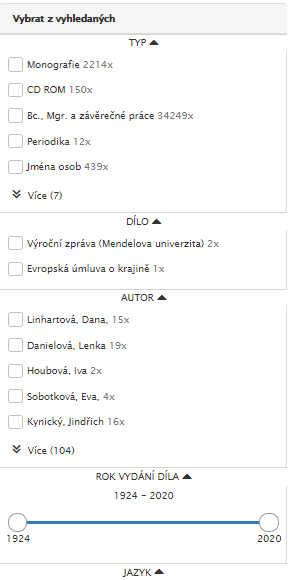 Vybrat z vyhledaných
TYP
Monografie 2214x
CD ROM 150x
Bc., Mgr. a závěrečné práce 34249x
Periodika 12x
Jména osob 439x
Více (7)
DÍLO
Výroční zpráva (Mendelova univerzita) 2x
Evropská úmluva o krajině 1x
AUTOR
Linhartová, Dana, 15x
Danielová, Lenka 19x
Houbová, Iva 2x
Sobotková, Eva, 4x
Kynický, Jindřich 16x
Více (104)
ROK VYDÁNÍ DÍLA
1924 - 2020
1924 2020
JAZYK